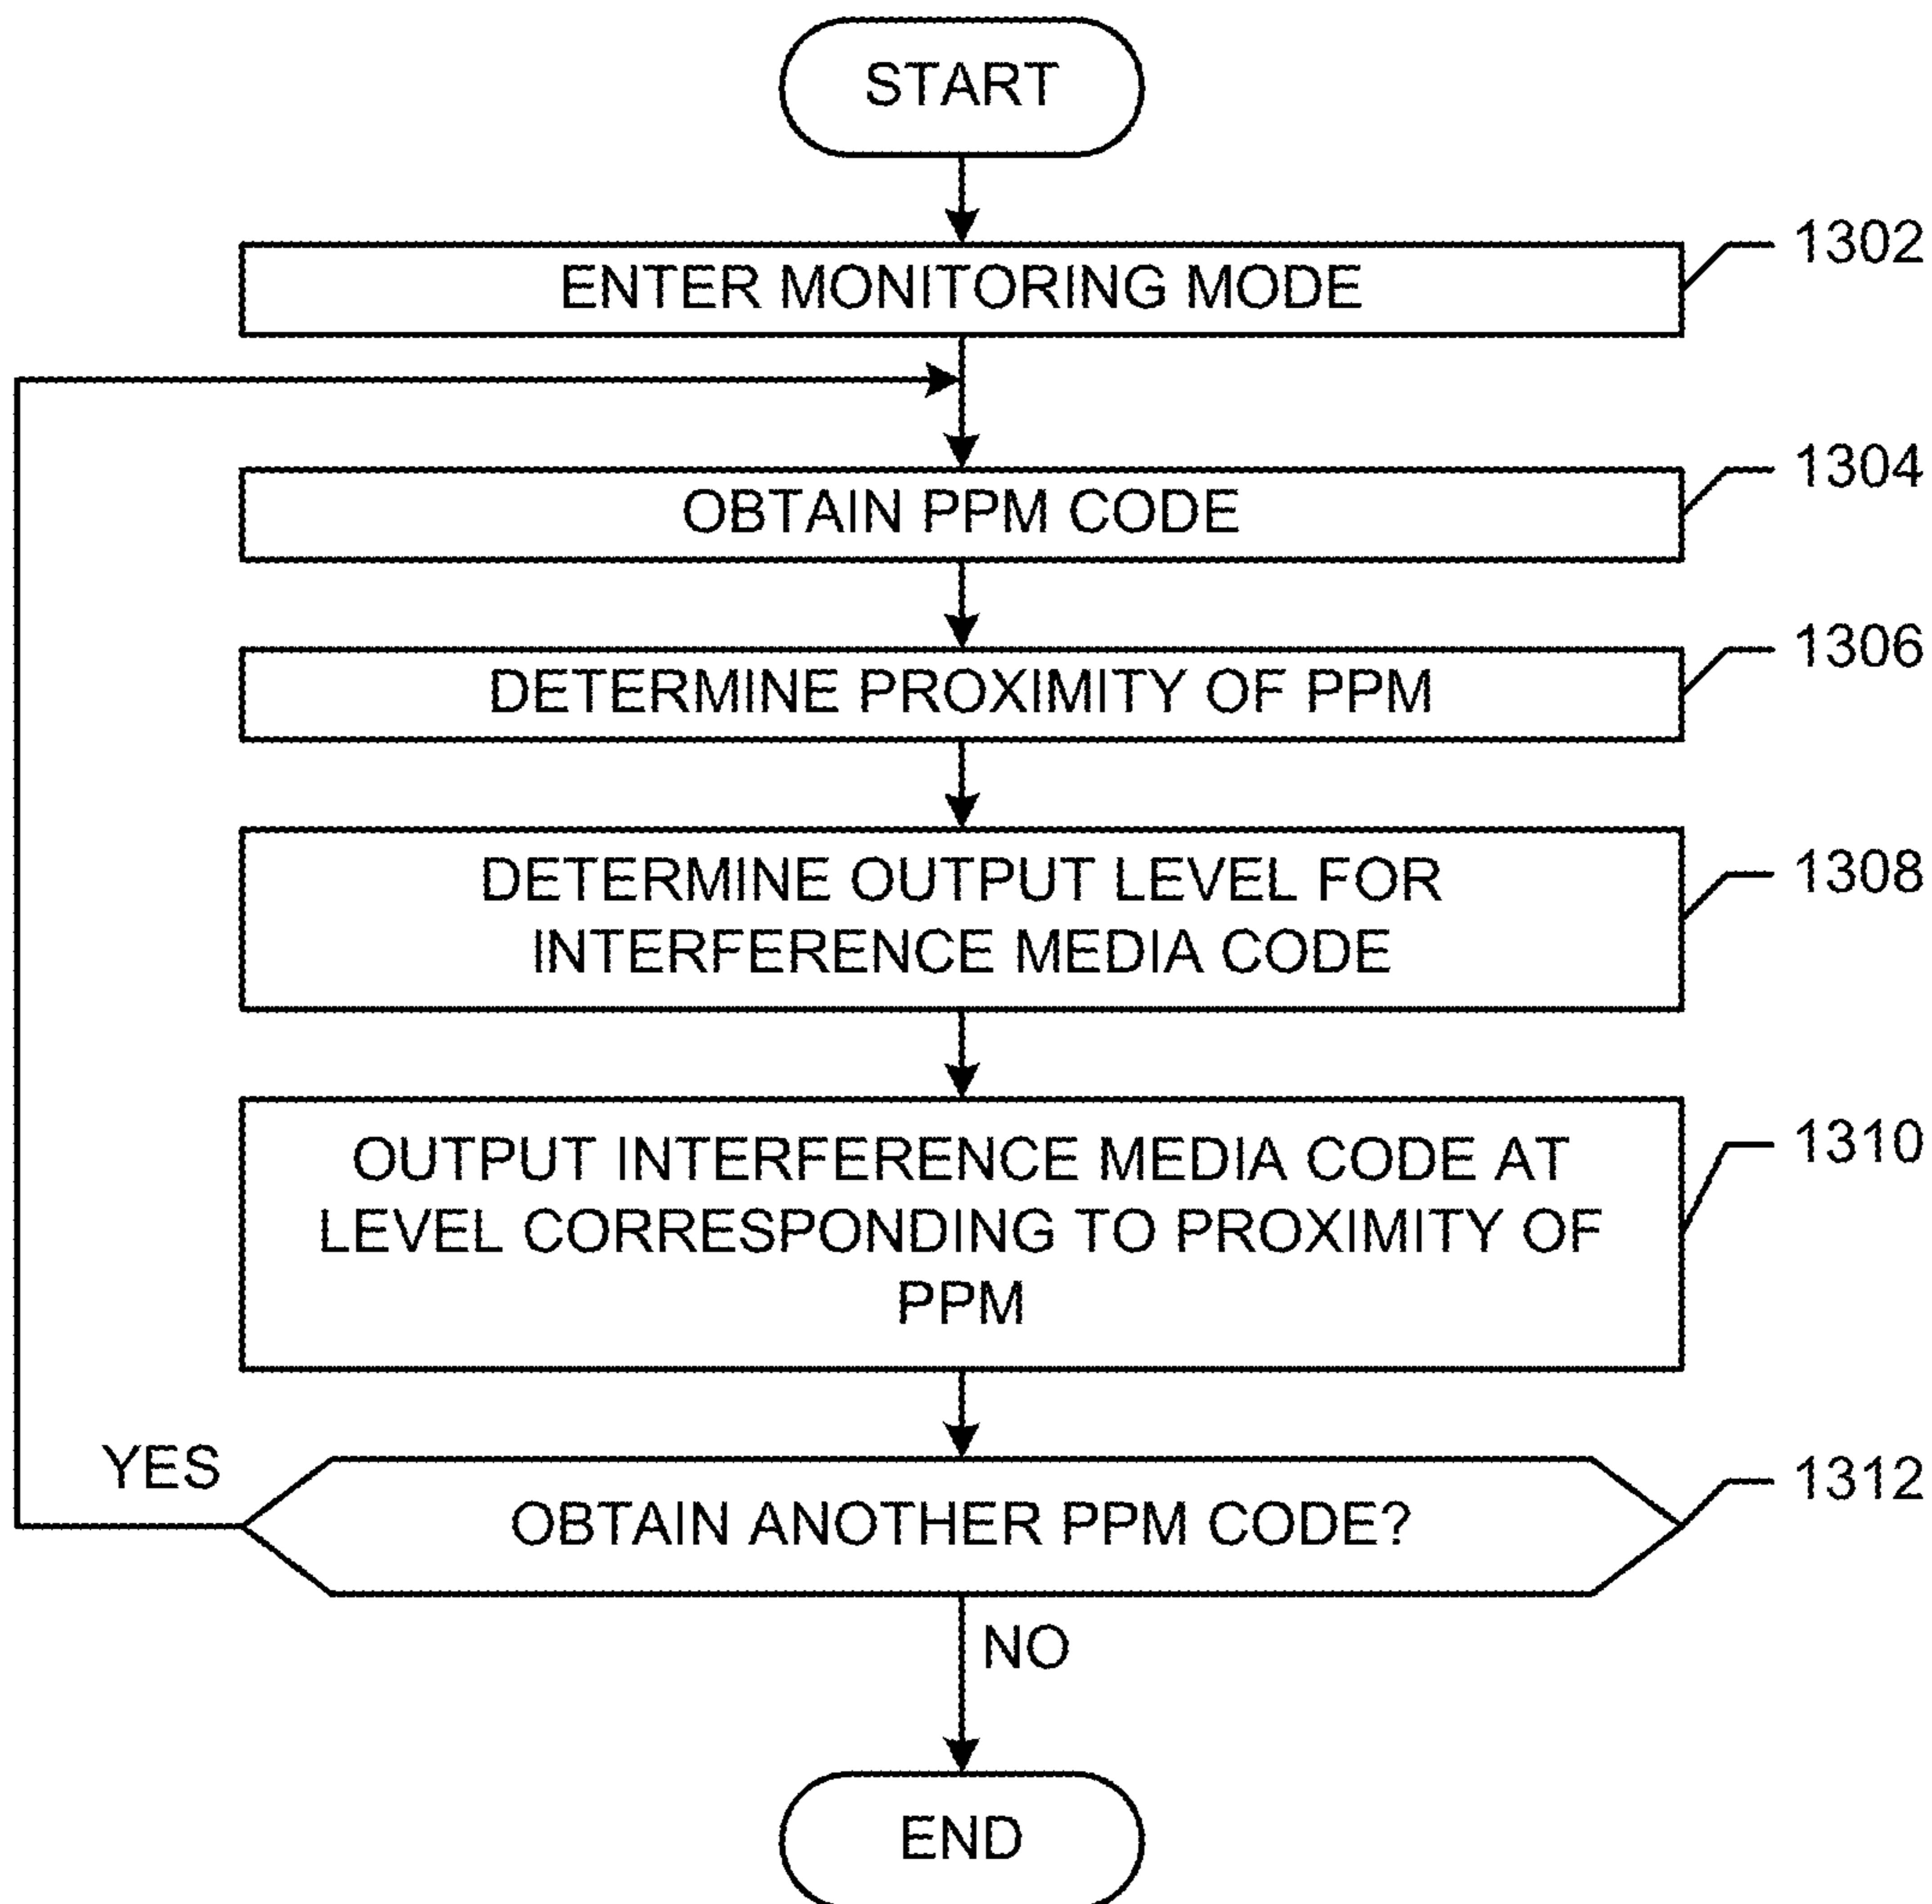 START
ENTER MONITORING MODE
1302
OBTAIN PPM CODE
1304
DETERMINE PROXIMITY OF PPM
1306
DETERMINE OUTPUT LEVEL FOR
INTERFERENCE MEDIA CODE
1308
OUTPUT INTERFERENCE MEDIA CODE AT
LEVEL CORRESPONDING TO PROXIMITY OF
PPM
1310
YES
OBTAIN ANOTHER PPM CODE?
1312
NO
END